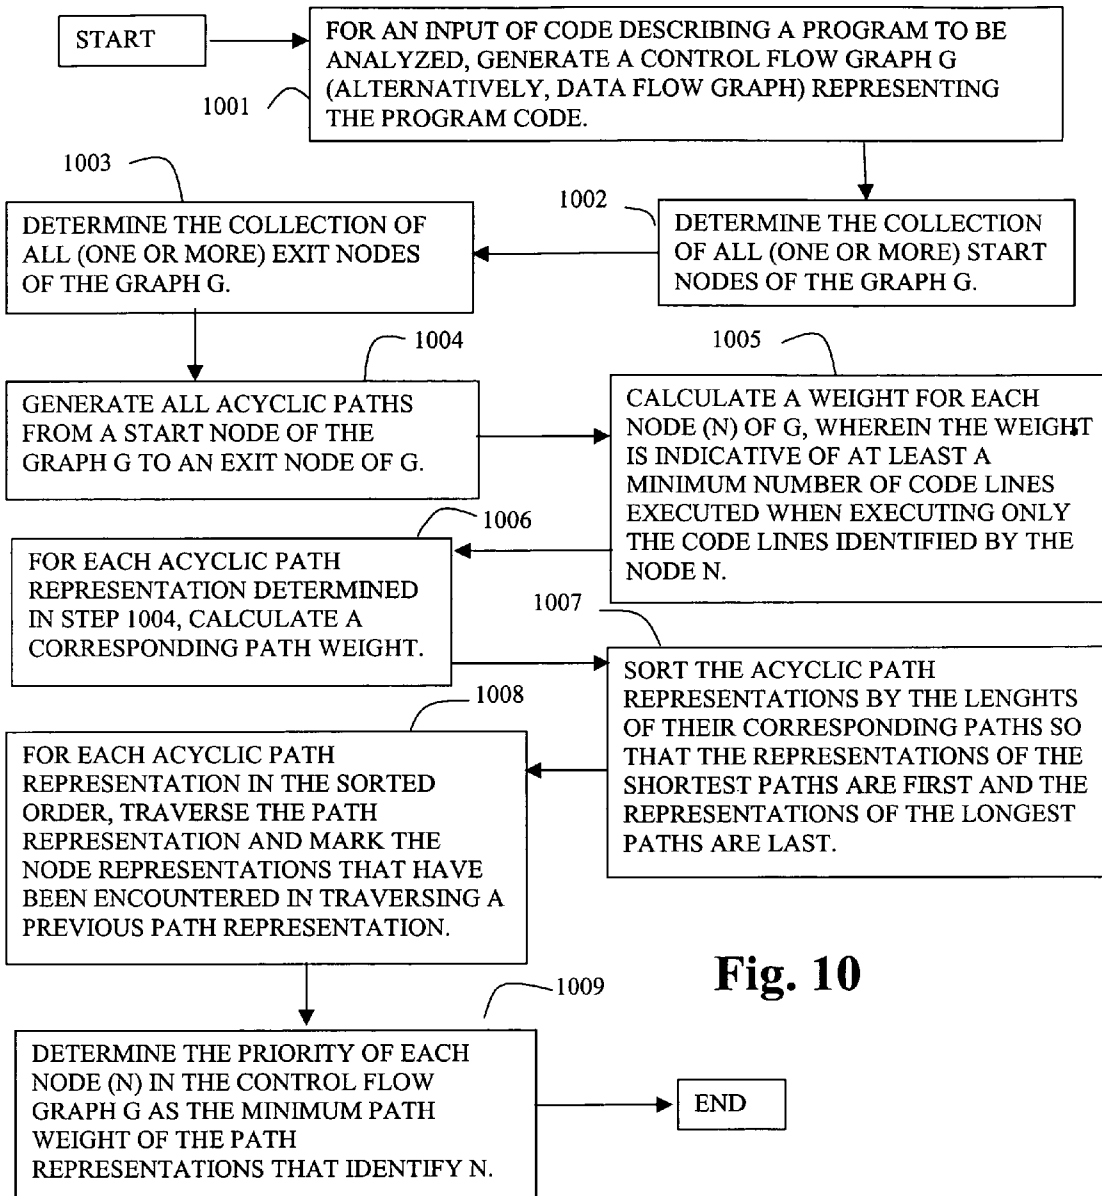 START
FOR AN INPUT OF CODE DESCRIBING A PROGRAM TO BE
ANALYZED, GENERATE A CONTROL FLOW GRAPH G
(ALTERNATIVELY, DATA FLOW GRAPH) REPRESENTING
THE PROGRAM CODE.
1001
1002
DETERMINE THE COLLECTION
OF ALL (ONE OR MORE) START
NODES OF THE GRAPH G.
1003
DETERMINE THE COLLECTION OF
ALL (ONE OR MORE) EXIT NODES
OF THE GRAPH G.
1004
GENERATE ALL ACYCLIC PATHS
FROM A START NODE OF THE
GRAPH G TO AN EXIT NODE OF G.
1005
CALCULATE A WEIGHT FOR EACH
NODE (N) OF G, WHEREIN THE WEIGHT
IS INDICATIVE OF AT LEAST A
MINIMUM NUMBER OF CODE LINES
EXECUTED WHEN EXECUTING ONLY
THE CODE LINES IDENTIFIED BY THE
NODE N.
1006
FOR EACH ACYCLIC PATH
REPRESENTATION DETERMINED
IN STEP 1004, CALCULATE A
CORRESPONDING PATH WEIGHT.
1007
SORT THE ACYCLIC PATH
REPRESENTATIONS BY THE LENGHTS
OF THEIR CORRESPONDING PATHS SO
THAT THE REPRESENTATIONS OF THE
SHORTEST PATHS ARE FIRST AND THE
REPRESENTATIONS OF THE LONGEST
PATHS ARE LAST.
1008
FOR EACH ACYCLIC PATH
REPRESENTATION IN THE SORTED
ORDER, TRAVERSE THE PATH
REPRESENTATION AND MARK THE
NODE REPRESENTATIONS THAT HAVE
BEEN ENCOUNTERED IN TRAVERSING A
PREVIOUS PATH REPRESENTATION.
Fig. 10
1009
DETERMINE THE PRIORITY OF EACH
NODE (N) IN THE CONTROL FLOW
GRAPH G AS THE MINIMUM PATH
WEIGHT OF THE PATH
REPRESENTATIONS THAT IDENTIFY N.
END